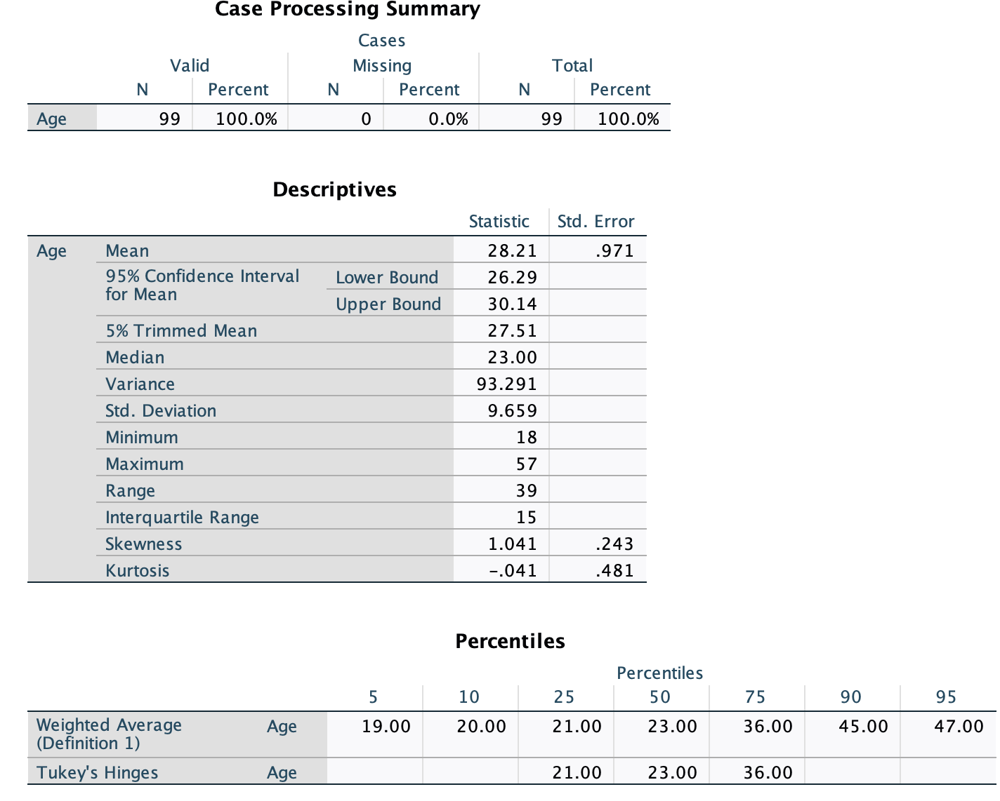 Case Processing Summary
Cases
Valid Missing Total
N Percent N Percent N Percent
Age 99 100.0% 0 0.0% 99 100.0%
Descriptives
Statistic Std. Error
Age Mean 28.21 .971
95% Confidence Interval for Mean Lower Bound 26.29
Upper Bound 30.14
5% Trimmed Mean 27.51
Median 23.00
Variance 93.291
Std. Deviation 9.659
Minimum 18
Maximum 57
Range 39
Interquartile Range 15
Skewness 1.041 .243
Kurtosis -.041 .481
Percentiles
Percentiles
5 10 25 50 75 90 95
Weighted Average (Definition 1) Age 19.00 20.00 21.00 23.00 36.00 45.00 47.00
Tukey's Hinges Age 21.00 23.00 36.00